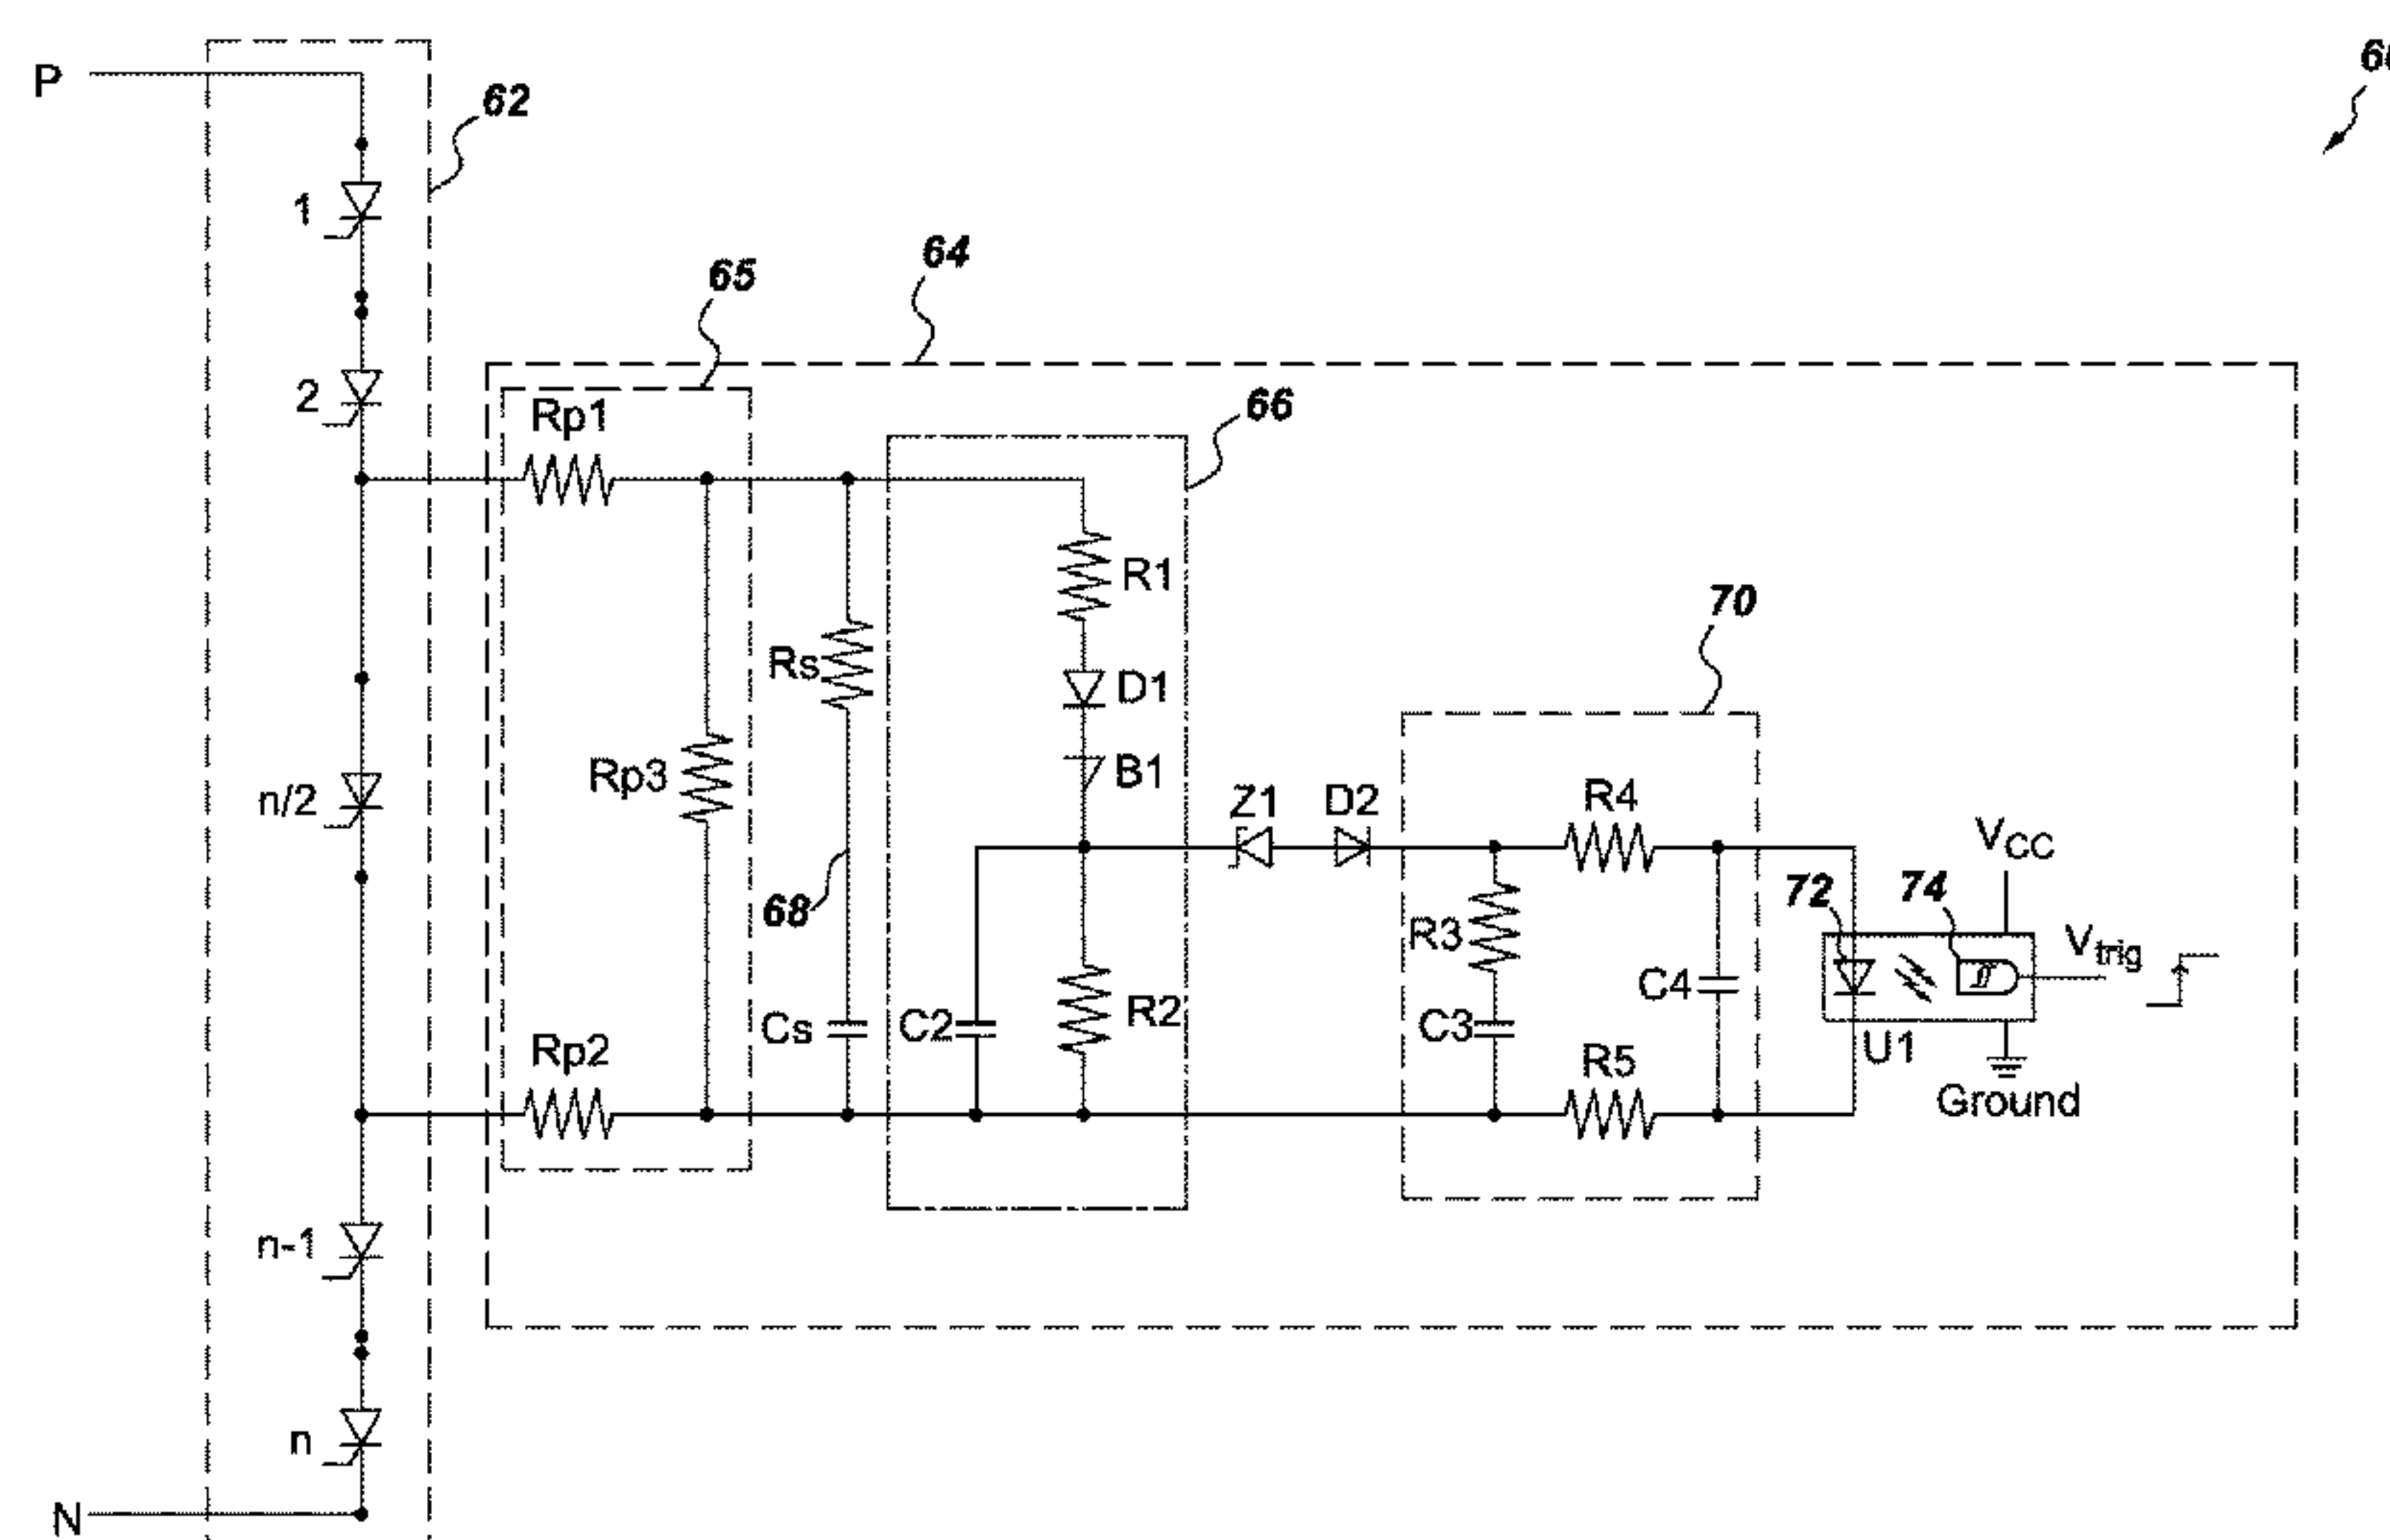 P
62
1
2
64
65
66
Rp1
R1
Rs
D1
B1
Rp3
70
n/2
Z1
D2
R4
VCC
72
74
Vtrig
68
R3
C4
Cs
C2
R2
C3
U1
Rp2
R5
Ground
n-1
n
N